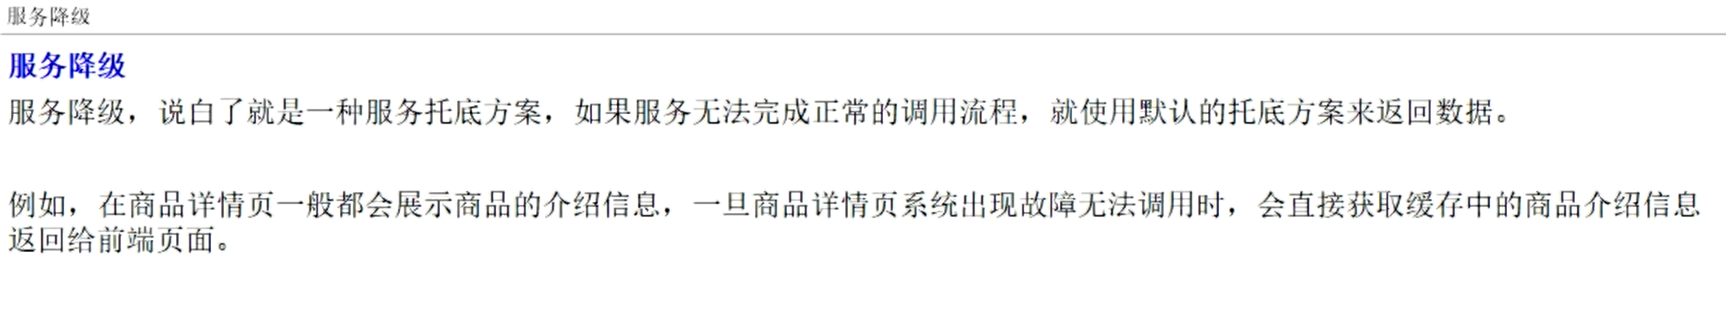 服务降级
服务降级
服务降级，说白了就是一种服务托底方案，如果服务无法完成正常的调用流程，就使用默认的托底方案来返回数据。
例如，在商品详情页一般都会展示商品的介绍信息，一旦商品详情页系统出现故障无法调用时，会直接获取缓存中的商品介绍信息
返回给前端页面。